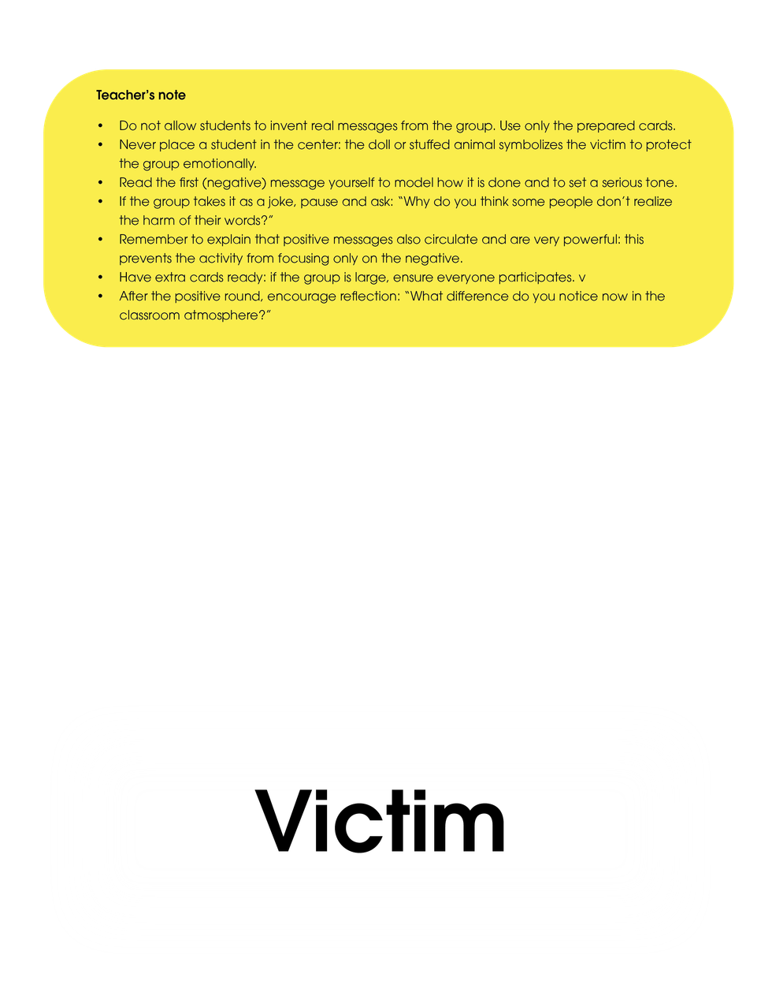 Teacher’s note
• Do not allow students to invent real messages from the group. Use only the prepared cards.
• Never place a student in the center: the doll or stuffed animal symbolizes the victim to protect
the group emotionally.
• Read the first (negative) message yourself to model how it is done and to set a serious tone.
• If the group takes it as a joke, pause and ask: “Why do you think some people don’t realize
the harm of their words?”
• Remember to explain that positive messages also circulate and are very powerful: this
prevents the activity from focusing only on the negative.
• Have extra cards ready: if the group is large, ensure everyone participates. v
• After the positive round, encourage reflection: “What difference do you notice now in the
classroom atmosphere?”
Victim